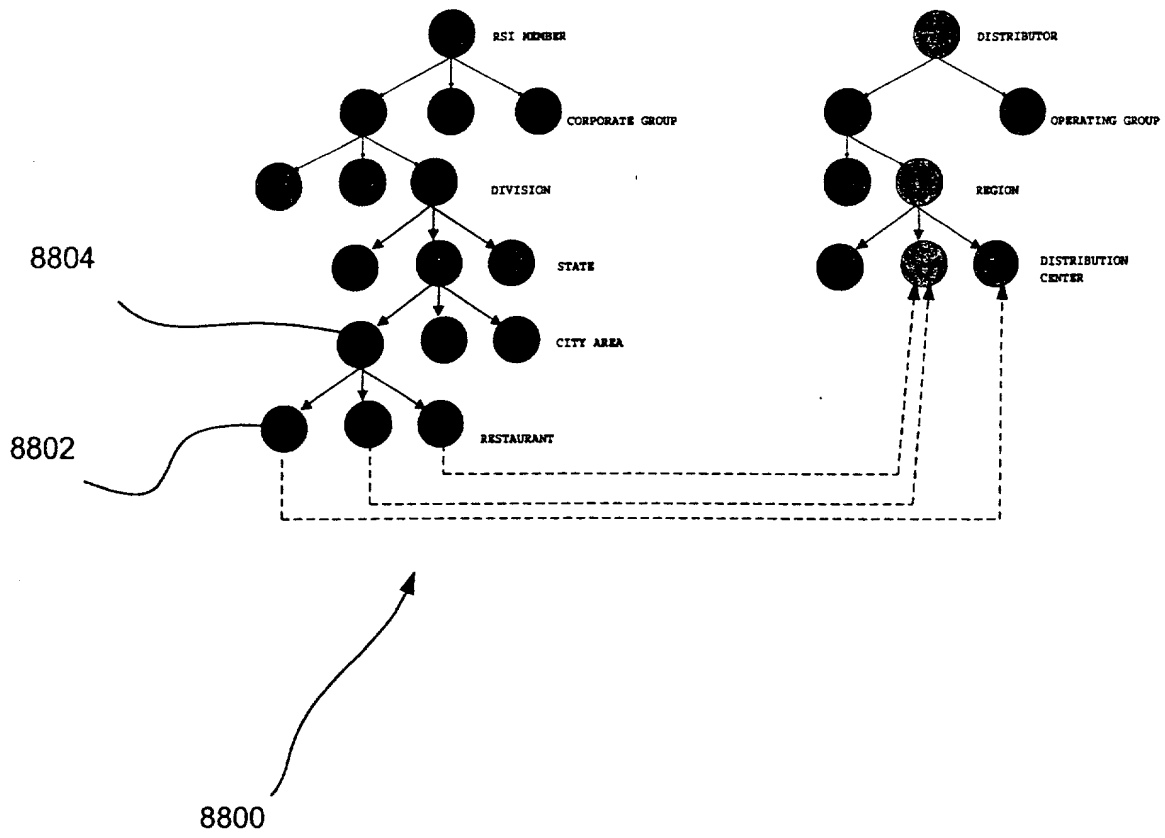 RSI MEMBER
DISTRIBUTOR
CORPORATE GROUP
OPERATING GROUP
DIVISION
REGION
8804
STATE
DISTRIBUTION
CENTER
CITY AREA
8802
RESTAURANT
8800